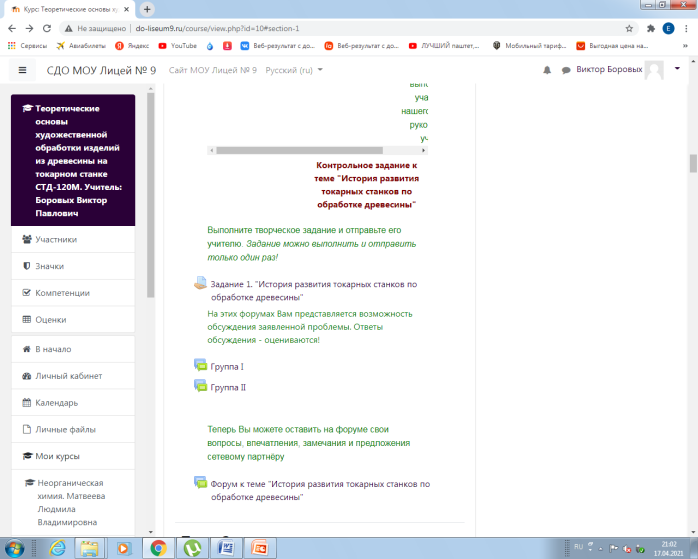 Курс: Теоретические основы ху
Не защищено | do-liseum9.ru/course/view.php?id=10#section-1
Сервисы Авиабилеты Яндекс YouTube Веб-результат с do... Веб-результат с do... ЛУЧШИЙ паштет,... Мобильный тариф... Выгодная цена на...
СДО МОУ Лицей № 9 Сайт МОУ Лицей № 9 Русский (ru) Виктор Боровых
Теоретические
основы
художественной
обработки изделий
из древесины на
токарном станке
СТД-120М. Учитель:
Боровых Виктор
Павлович
Участники
Значки
Компетенции
Оценки
В начало
Личный кабинет
Календарь
Личные файлы
Мои курсы
Неорганическая
химия. Матвеева
Людмила
Владимировна
уча
нашего
руко
Контрольное задание к
теме "История развития
токарных станков по
обработке древесины"
Выполните творческое задание и отправьте его
учителю. Задание можно выполнить и отправить
только один раз!
Задание 1. "История развития токарных станков по
обработке древесины"
На этих форумах Вам представляется возможность
обсуждения заявленной проблемы. Ответы
обсуждения - оцениваются!
Группа I
Группа II
Теперь Вы можете оставить на форуме свои
вопросы, впечатления, замечания и предложения
сетевому партнёру
Форум к теме "История развития токарных станков по
обработке древесины"
RU
21:02
17.04.2021